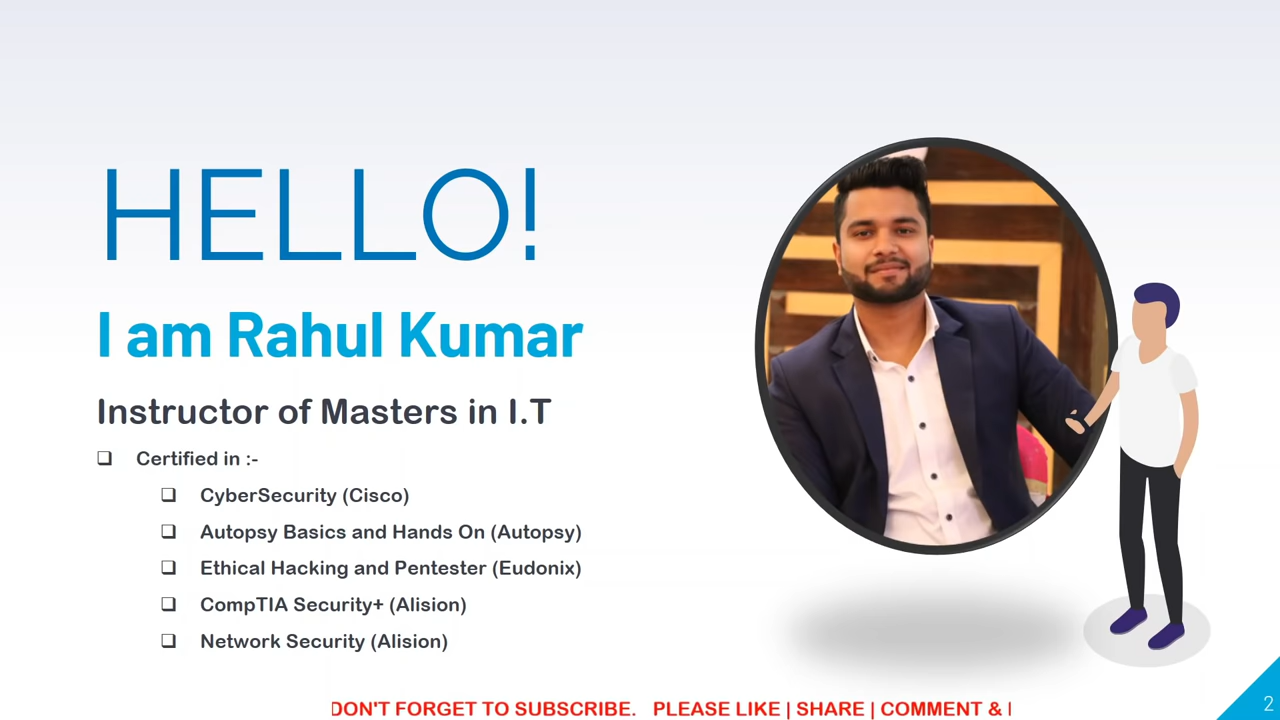 HELLO!
I am Rahul Kumar
Instructor of Masters in I.T
Certified in :-
CyberSecurity (Cisco)
Autopsy Basics and Hands On (Autopsy)
Ethical Hacking and Pentester (Eudonix)
CompTIA Security+ (Alision)
Network Security (Alision)
DON'T FORGET TO SUBSCRIBE. PLEASE LIKE | SHARE | COMMENT &
2